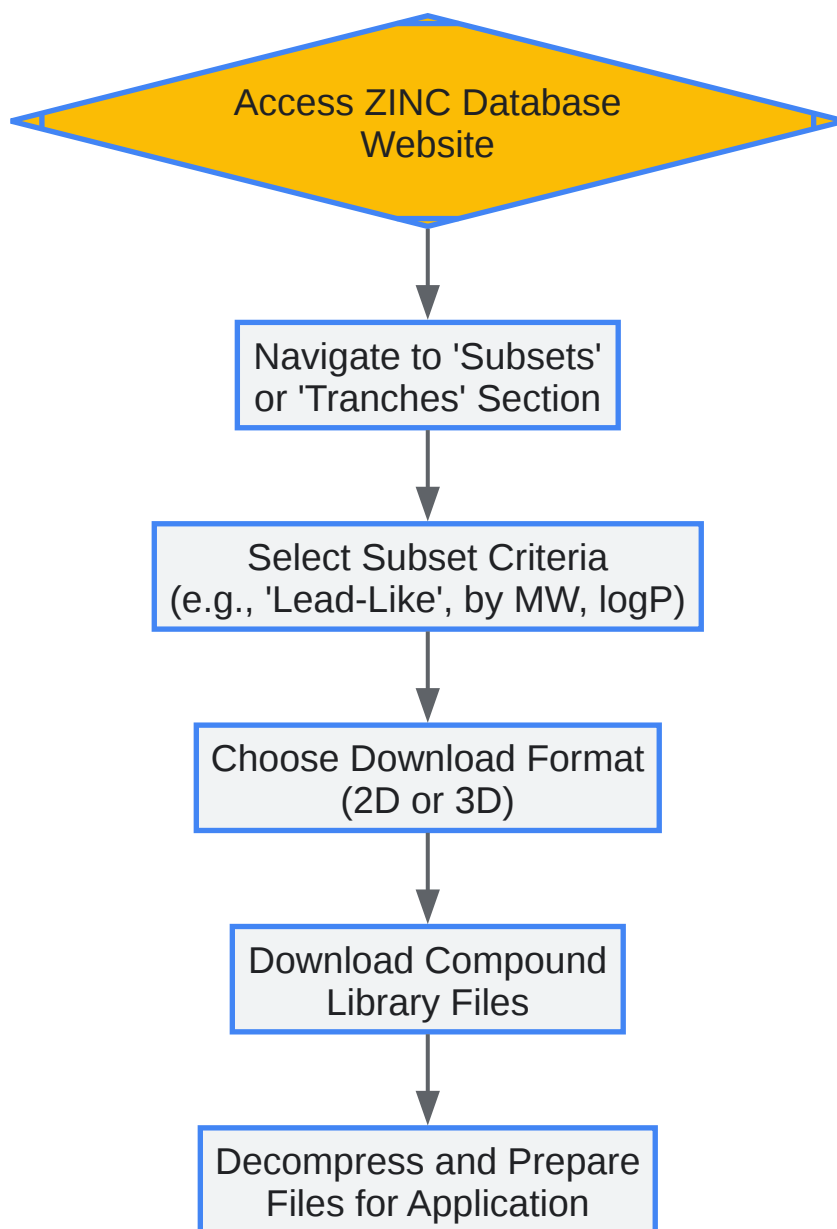 Access ZINC Database
Website
Navigate to 'Subsets'
or 'Tranches' Section
Select Subset Criteria
(e.g., 'Lead-Like', by MW, logP)
Choose Download Format
(2D or 3D)
Download Compound
Library Files
Decompress and Prepare
Files for Application